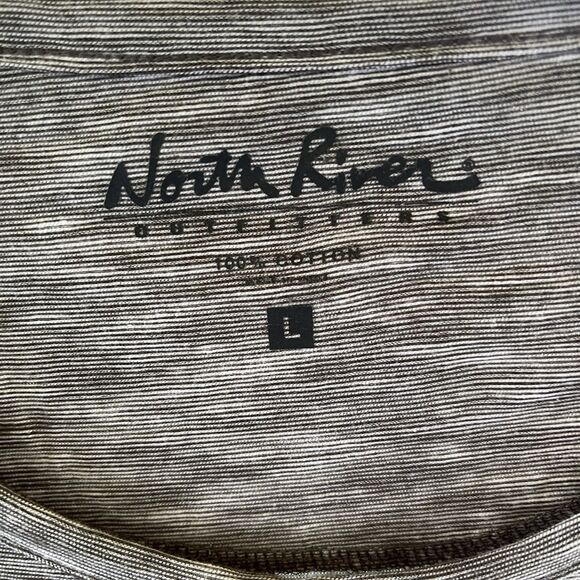 North River®
OUTFITTERS
100% COTTON
L